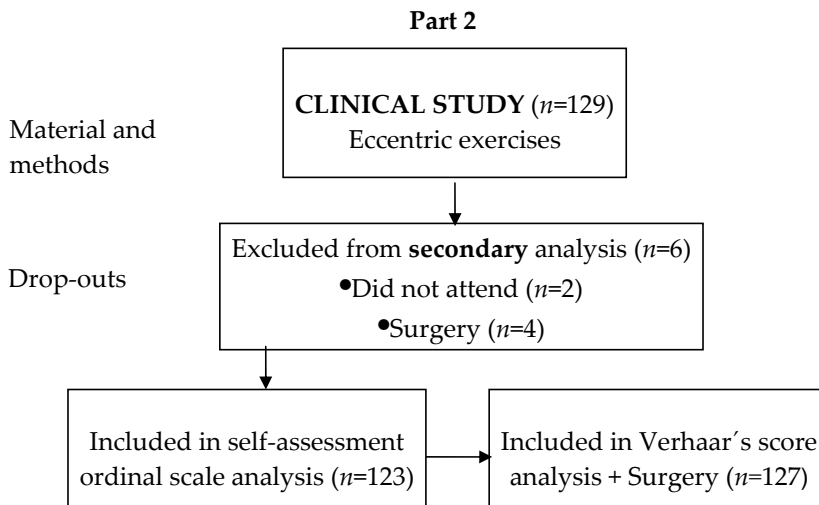 Part 2
CLINICAL STUDY (n=129)
Eccentric exercises
Material and
methods
Excluded from secondary analysis (n=6)
•Did not attend (n=2)
•Surgery (n=4)
Drop-outs
Included in self-assessment
ordinal scale analysis (n=123)
Included in Verhaar´s score
analysis + Surgery (n=127)